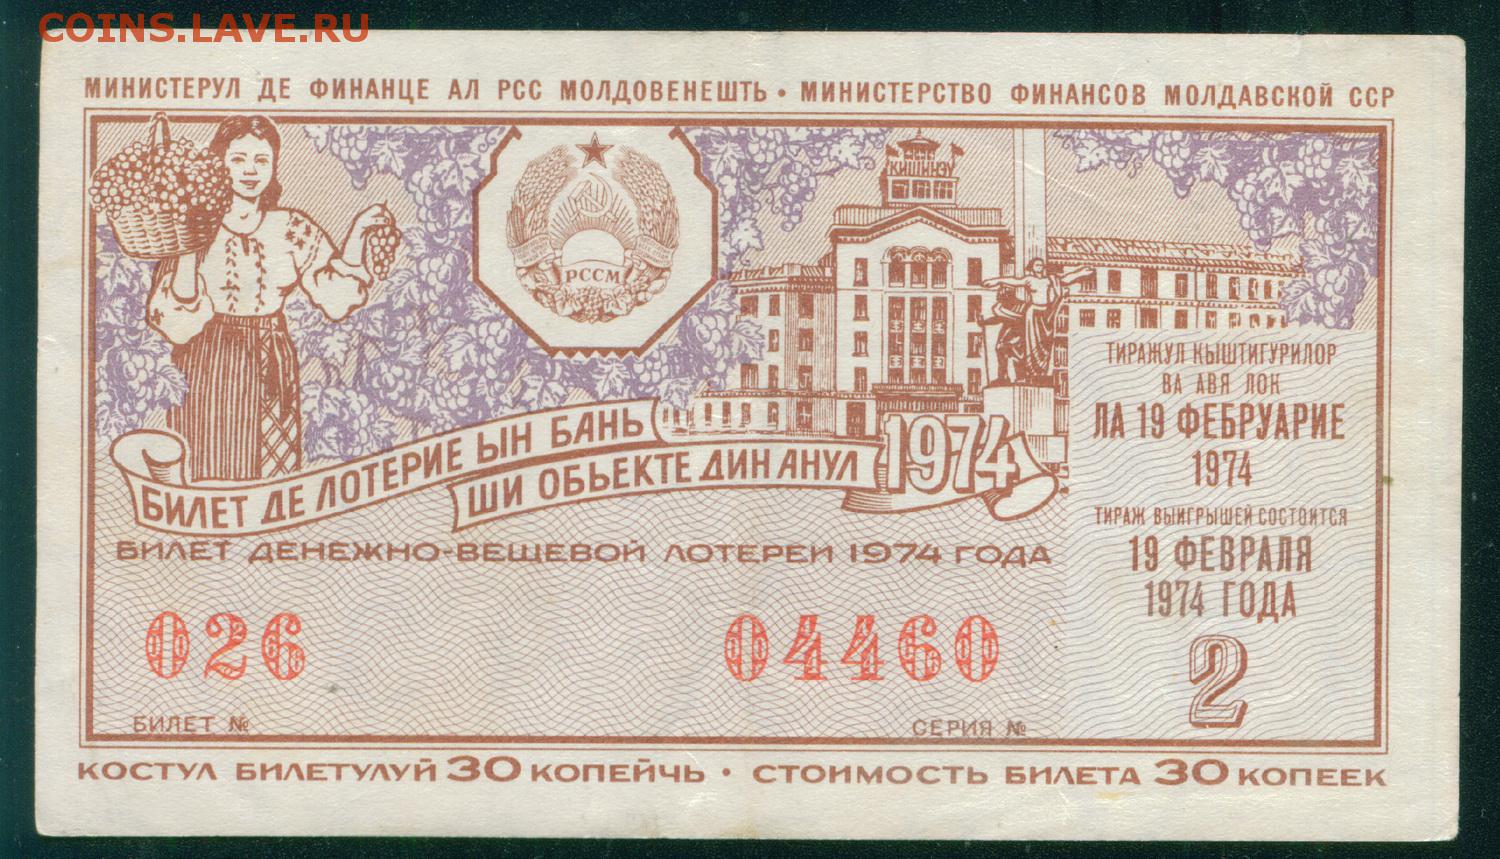 COINS.LAVE.RU
МИНИСТЕРУЛ ДЕ ФИНАНЦЕ АЛ РСС МОЛДОВЕНЕШТЬ • МИНИСТЕРСТВО ФИНАНСОВ МОЛДАВСКОЙ ССР
КИШИНЭУ
РССМ
ТИРАЖУЛ КЫШТИГУРИЛОР
ВА АВЯ ЛОК
ЛА 19 ФЕБРУАРИЕ
1974
БИЛЕТ ДЕ ЛОТЕРИЕ ЫН БАНЬ
ШИ ОБЬЕКТЕ ДИН АНУЛ 1974
ТИРАЖ ВЫИГРЫШЕЙ СОСТОИТСЯ
19 ФЕВРАЛЯ
1974 ГОДА
БИЛЕТ ДЕНЕЖНО-ВЕЩЕВОЙ ЛОТЕРЕИ 1974 ГОДА
026 04460
2
БИЛЕТ № СЕРИЯ №
КОСТУЛ БИЛЕТУЛУЙ 30 КОПЕЙЧЬ • СТОИМОСТЬ БИЛЕТА 30 КОПЕЕК